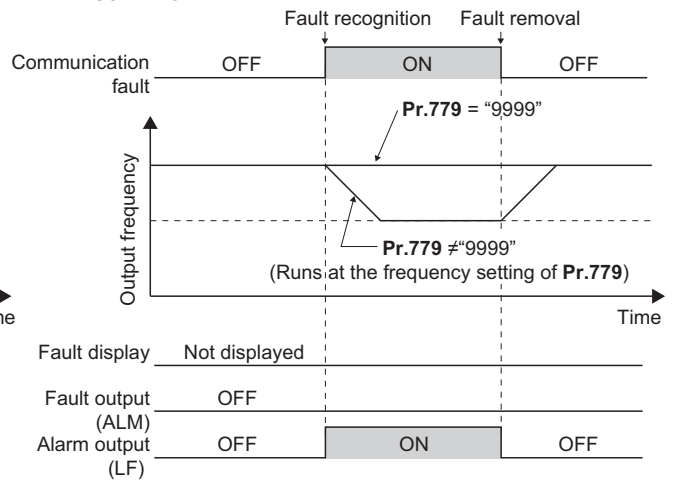 Fault recognition Fault removal
Communication fault OFF ON OFF
Pr.779 = “9999”
Output frequency
Pr.779 ≠“9999”
(Runs at the frequency setting of Pr.779)
Time
Fault display Not displayed
Fault output (ALM) OFF
Alarm output (LF) OFF ON OFF